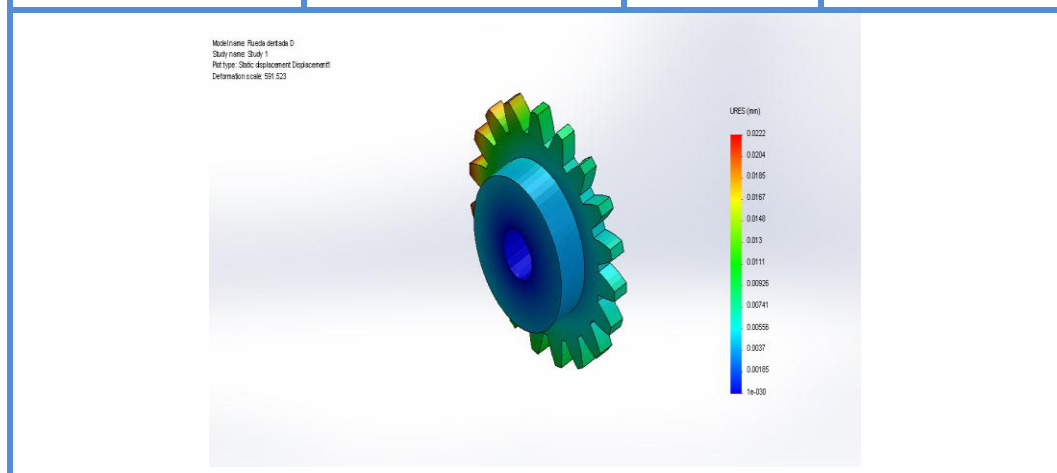 Model name: Rueda dentada D
Study name: Study 1
Plot type: Static displacement Displacement1
Deformation scale: 591.523
URES (mm)
0.0222
0.0204
0.0185
0.0167
0.0148
0.013
0.0111
0.00926
0.00741
0.00556
0.0037
0.00185
1e-030